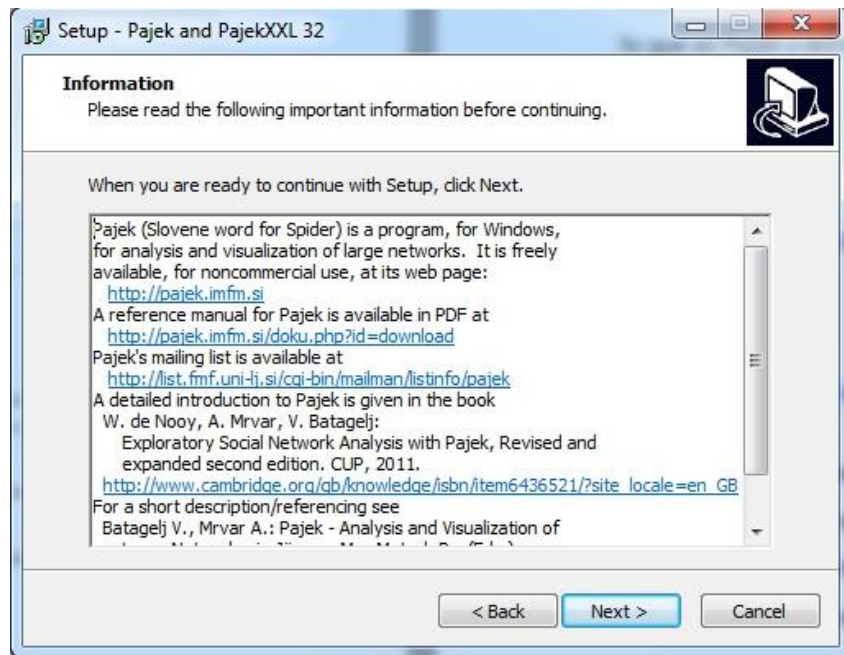 Setup - Pajek and PajekXXL 32
Information
Please read the following important information before continuing.
When you are ready to continue with Setup, click Next.
Pajek (Slovene word for Spider) is a program, for Windows,
for analysis and visualization of large networks. It is freely
available, for noncommercial use, at its web page:
http://pajek.imfm.si
A reference manual for Pajek is available in PDF at
http://pajek.imfm.si/doku.php?id=download
Pajek's mailing list is available at
http://list.fmf.uni-lj.si/cgi-bin/mailman/listinfo/pajek
A detailed introduction to Pajek is given in the book
W. de Nooy, A. Mrvar, V. Batagelj:
Exploratory Social Network Analysis with Pajek, Revised and
expanded second edition. CUP, 2011.
http://www.cambridge.org/gb/knowledge/isbn/item6436521/?site_locale=en_GB
For a short description/referencing see
Batagelj V., Mrvar A.: Pajek - Analysis and Visualization of
< Back
Next >
Cancel